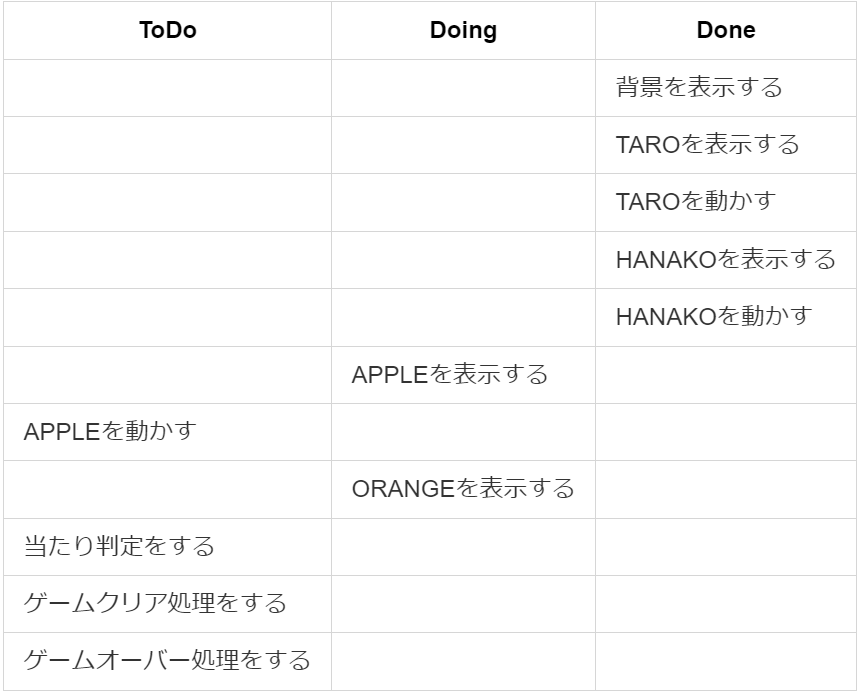 ToDo Doing Done
背景を表示する
TAROを表示する
TAROを動かす
HANAKOを表示する
HANAKOを動かす
APPLEを表示する
APPLEを動かす
ORANGEを表示する
当たり判定をする
ゲームクリア処理をする
ゲームオーバー処理をする